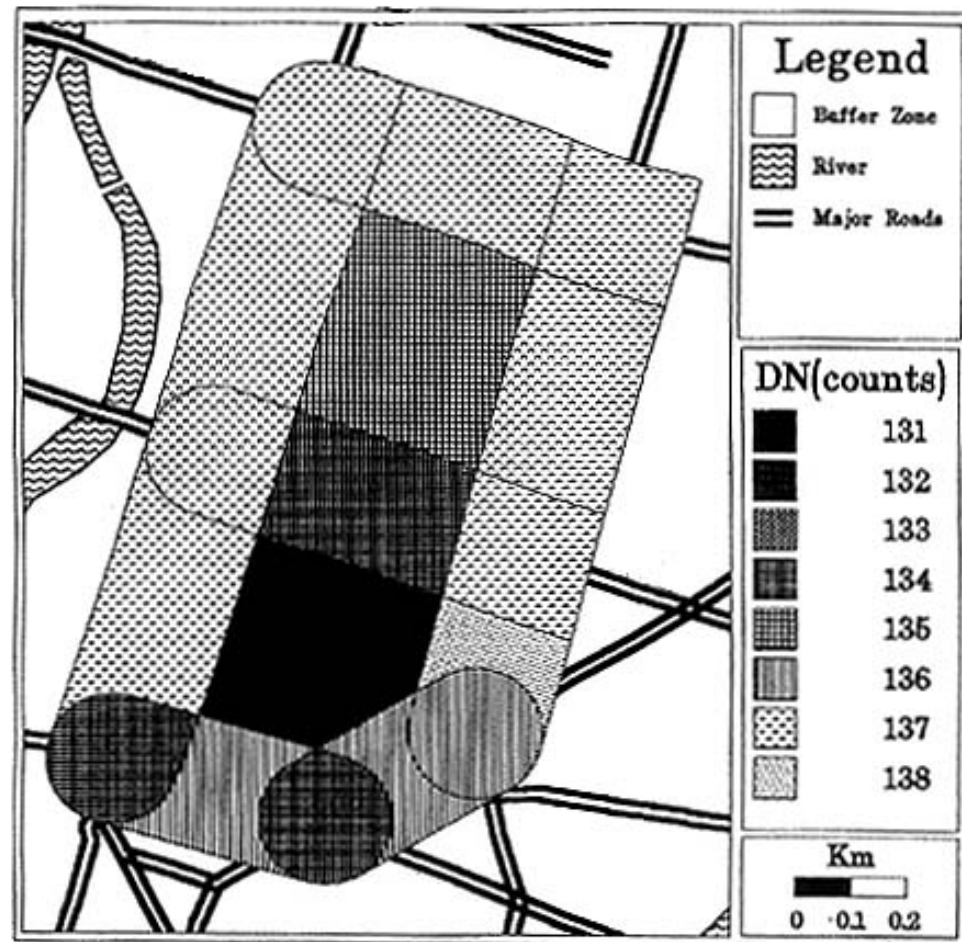 Legend
Buffer Zone
River
Major Roads
DN(counts)
131
132
133
134
135
136
137
138
Km
0 0.1 0.2